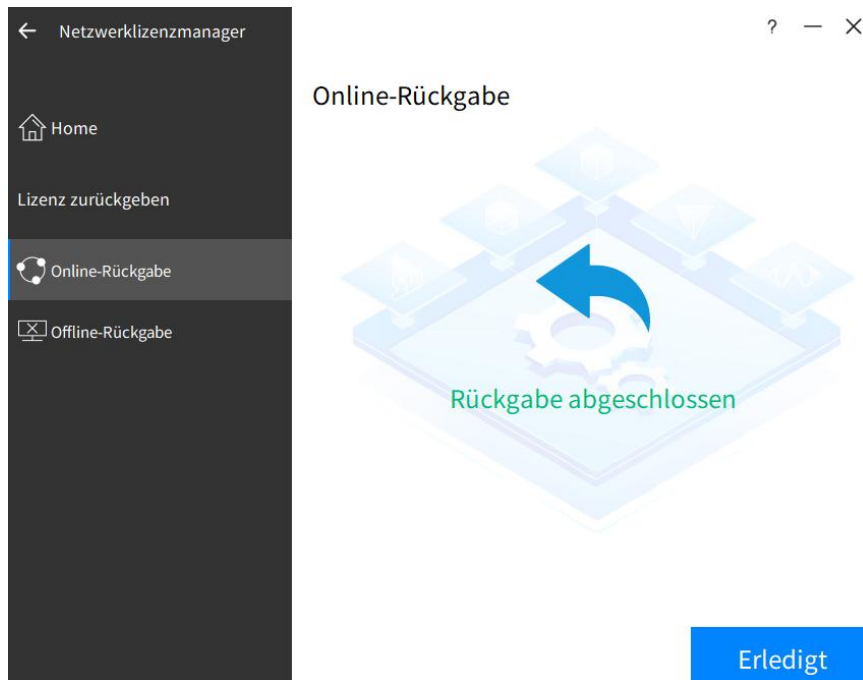 Netzwerklizenzmanager
?
Home
Lizenz zurückgeben
Online-Rückgabe
Offline-Rückgabe
Online-Rückgabe
Rückgabe abgeschlossen
Erledigt